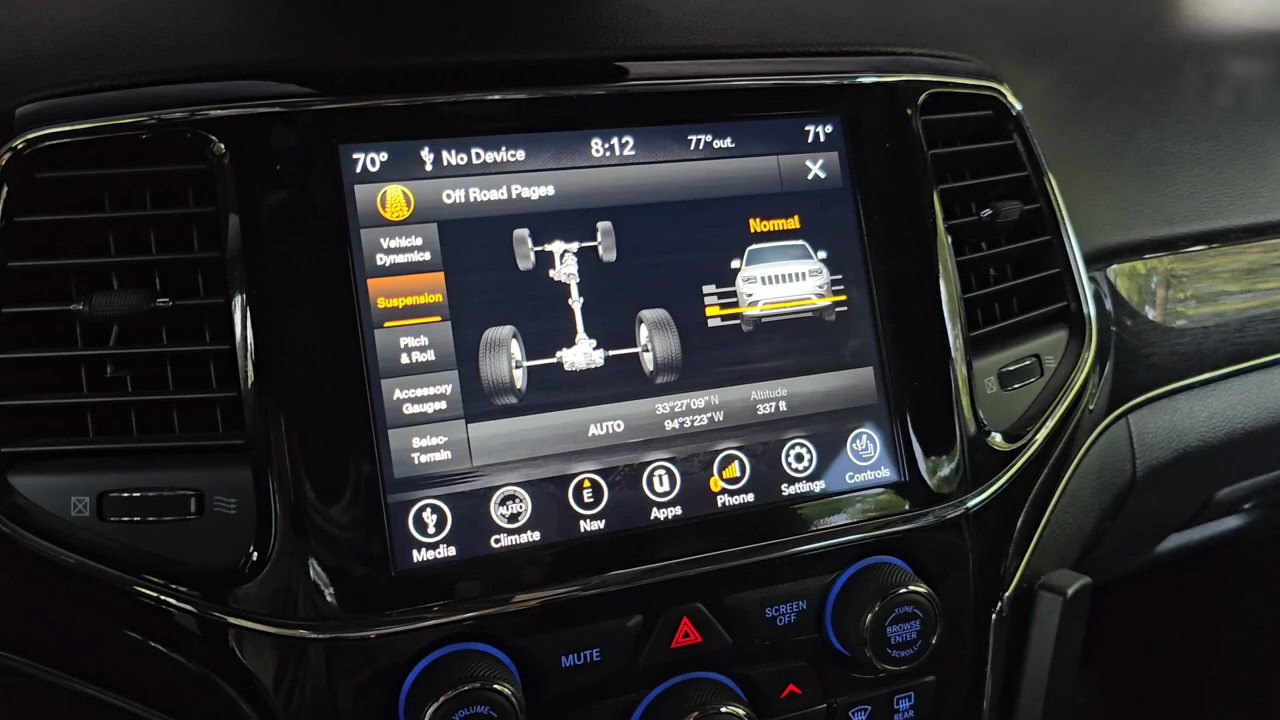 70° No Device 8:12 77°out. 71°
Off Road Pages X
Vehicle
Dynamics
Suspension
Pitch
& Roll
Accessory
Gauges
Selec-
Terrain
Normal
AUTO
33°27'09" N
94°3'23" W
Altitude
337 ft
Media
AUTO
Climate
E
Nav
Apps
Phone
Settings
Controls
MUTE
SCREEN
OFF
TUNE
BROWSE
ENTER
SCROLL
VOLUME
REAR